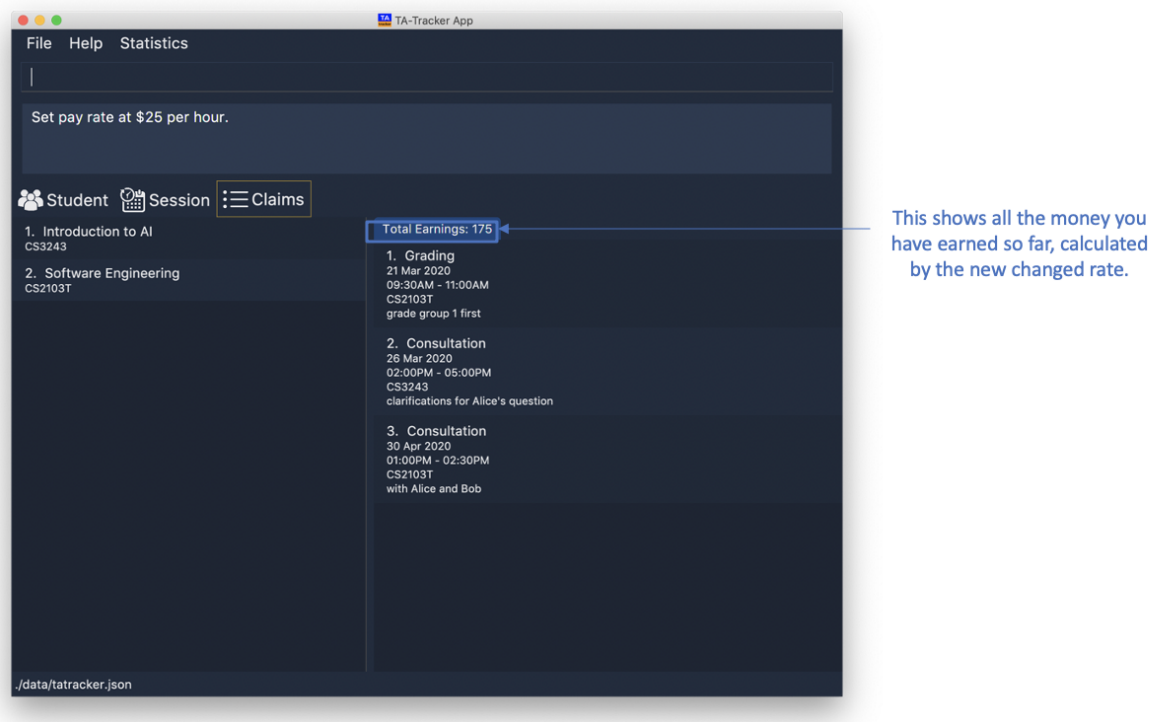 TA-Tracker App
File Help Statistics
Set pay rate at $25 per hour.
Student Session Claims
1. Introduction to AI
CS3243
2. Software Engineering
CS2103T
Total Earnings: 175
1. Grading
21 Mar 2020
09:30AM - 11:00AM
CS2103T
grade group 1 first
2. Consultation
26 Mar 2020
02:00PM - 05:00PM
CS3243
clarifications for Alice's question
3. Consultation
30 Apr 2020
01:00PM - 02:30PM
CS2103T
with Alice and Bob
./data/tatracker.json
This shows all the money you
have earned so far, calculated
by the new changed rate.